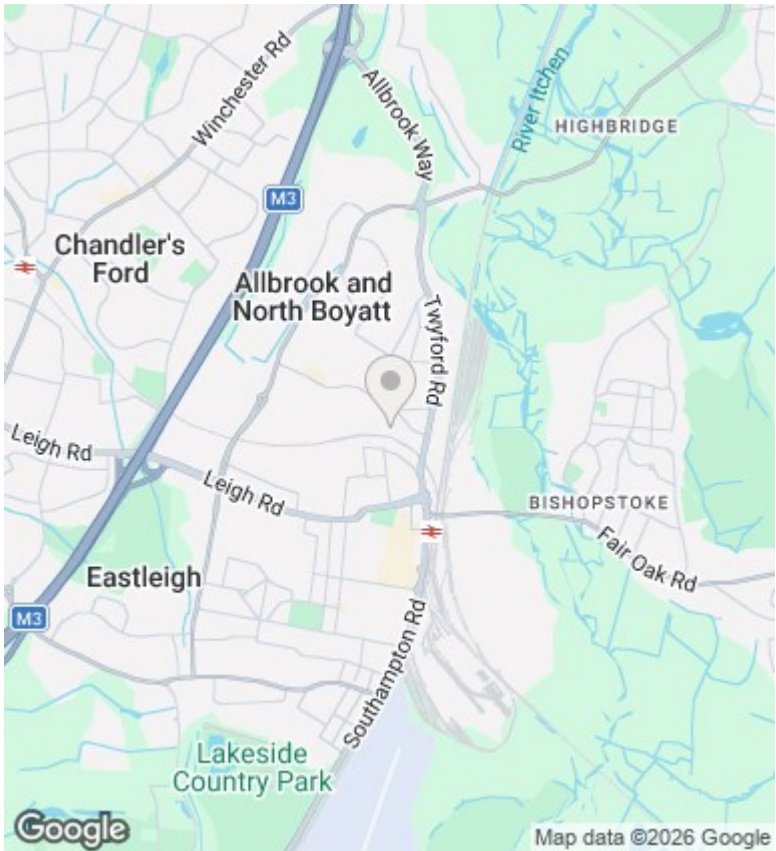 Winchester Rd
Allbrook Way
River Itchen
HIGHBRIDGE
M3
Chandler's
Ford
Allbrook and
North Boyatt
Twyford Rd
Leigh Rd
Leigh Rd
BISHOPSTOKE
Fair Oak Rd
Eastleigh
M3
Southampton Rd
Lakeside
Country Park
Google
Map data ©2026 Google